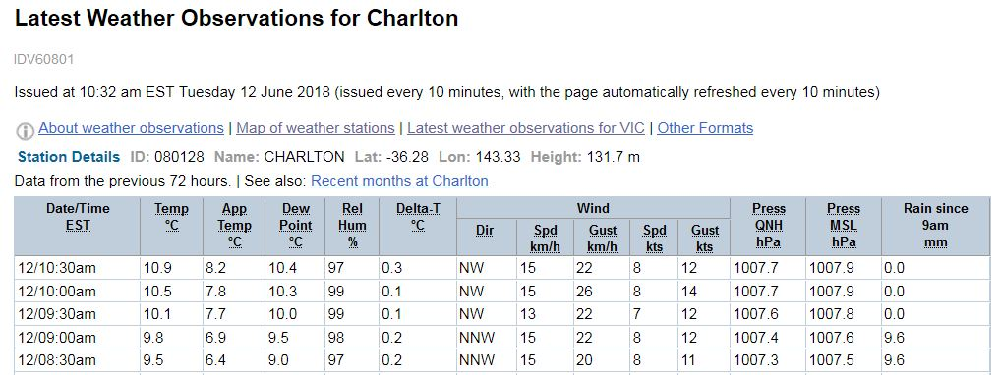 Latest Weather Observations for Charlton
IDV60801
Issued at 10:32 am EST Tuesday 12 June 2018 (issued every 10 minutes, with the page automatically refreshed every 10 minutes)
About weather observations | Map of weather stations | Latest weather observations for VIC | Other Formats
Station Details ID: 080128 Name: CHARLTON Lat: -36.28 Lon: 143.33 Height: 131.7 m
Data from the previous 72 hours. | See also: Recent months at Charlton
Date/Time EST Temp °C App Temp °C Dew Point °C Rel Hum % Delta-T °C Wind Press QNH hPa Press MSL hPa Rain since 9am mm
Dir Spd km/h Gust km/h Spd kts Gust kts
12/10:30am 10.9 8.2 10.4 97 0.3 NW 15 22 8 12 1007.7 1007.9 0.0
12/10:00am 10.5 7.8 10.3 99 0.1 NW 15 26 8 14 1007.7 1007.9 0.0
12/09:30am 10.1 7.7 10.0 99 0.1 NW 13 22 7 12 1007.6 1007.8 0.0
12/09:00am 9.8 6.9 9.5 98 0.2 NNW 15 22 8 12 1007.4 1007.6 9.6
12/08:30am 9.5 6.4 9.0 97 0.2 NNW 15 20 8 11 1007.3 1007.5 9.6